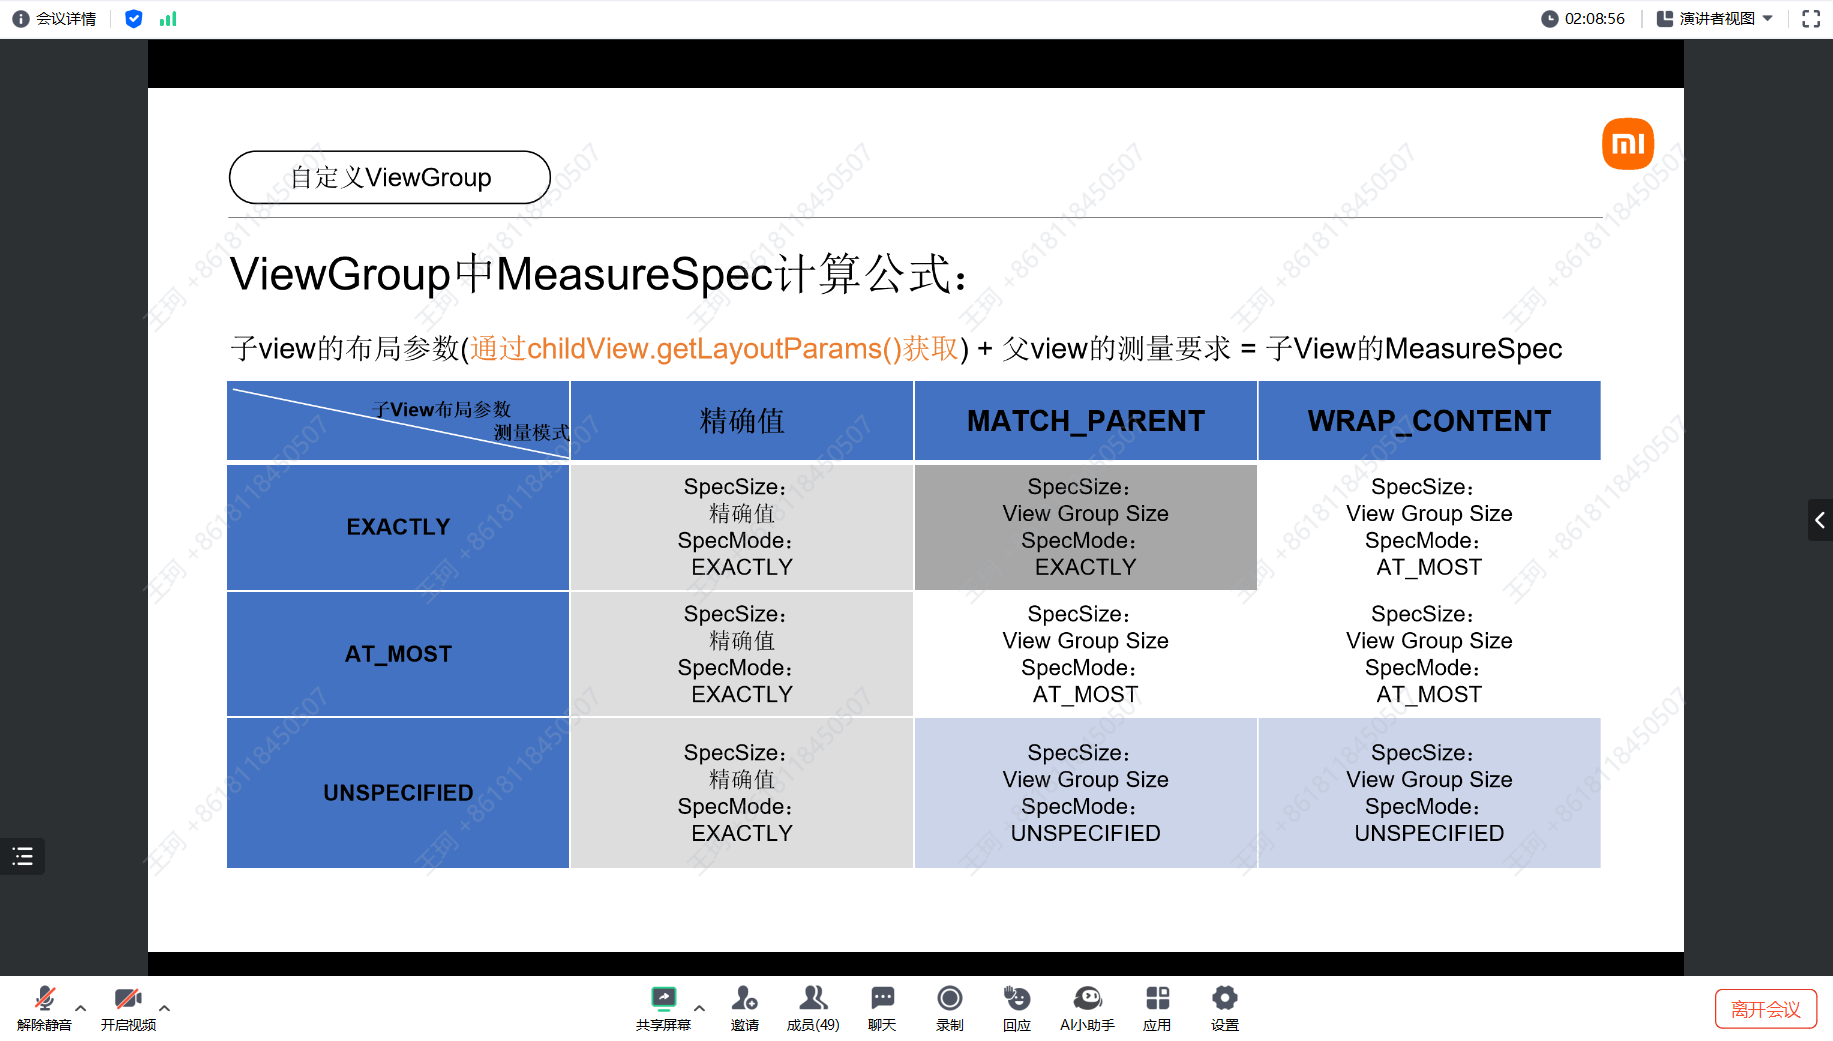 会议详情
02:08:56
演讲者视图
mi
自定义ViewGroup
ViewGroup中MeasureSpec计算公式：
子view的布局参数(通过childView.getLayoutParams()获取) + 父view的测量要求 = 子View的MeasureSpec
子View布局参数
测量模式
精确值
MATCH_PARENT
WRAP_CONTENT
EXACTLY
SpecSize：
精确值
SpecMode：
EXACTLY
SpecSize：
View Group Size
SpecMode：
EXACTLY
SpecSize：
View Group Size
SpecMode：
AT_MOST
AT_MOST
SpecSize：
精确值
SpecMode：
EXACTLY
SpecSize：
View Group Size
SpecMode：
AT_MOST
SpecSize：
View Group Size
SpecMode：
AT_MOST
UNSPECIFIED
SpecSize：
精确值
SpecMode：
EXACTLY
SpecSize：
View Group Size
SpecMode：
UNSPECIFIED
SpecSize：
View Group Size
SpecMode：
UNSPECIFIED
王珂 +8618118450507
解除静音
开启视频
共享屏幕
邀请
成员(49)
聊天
录制
回应
AI小助手
应用
设置
离开会议